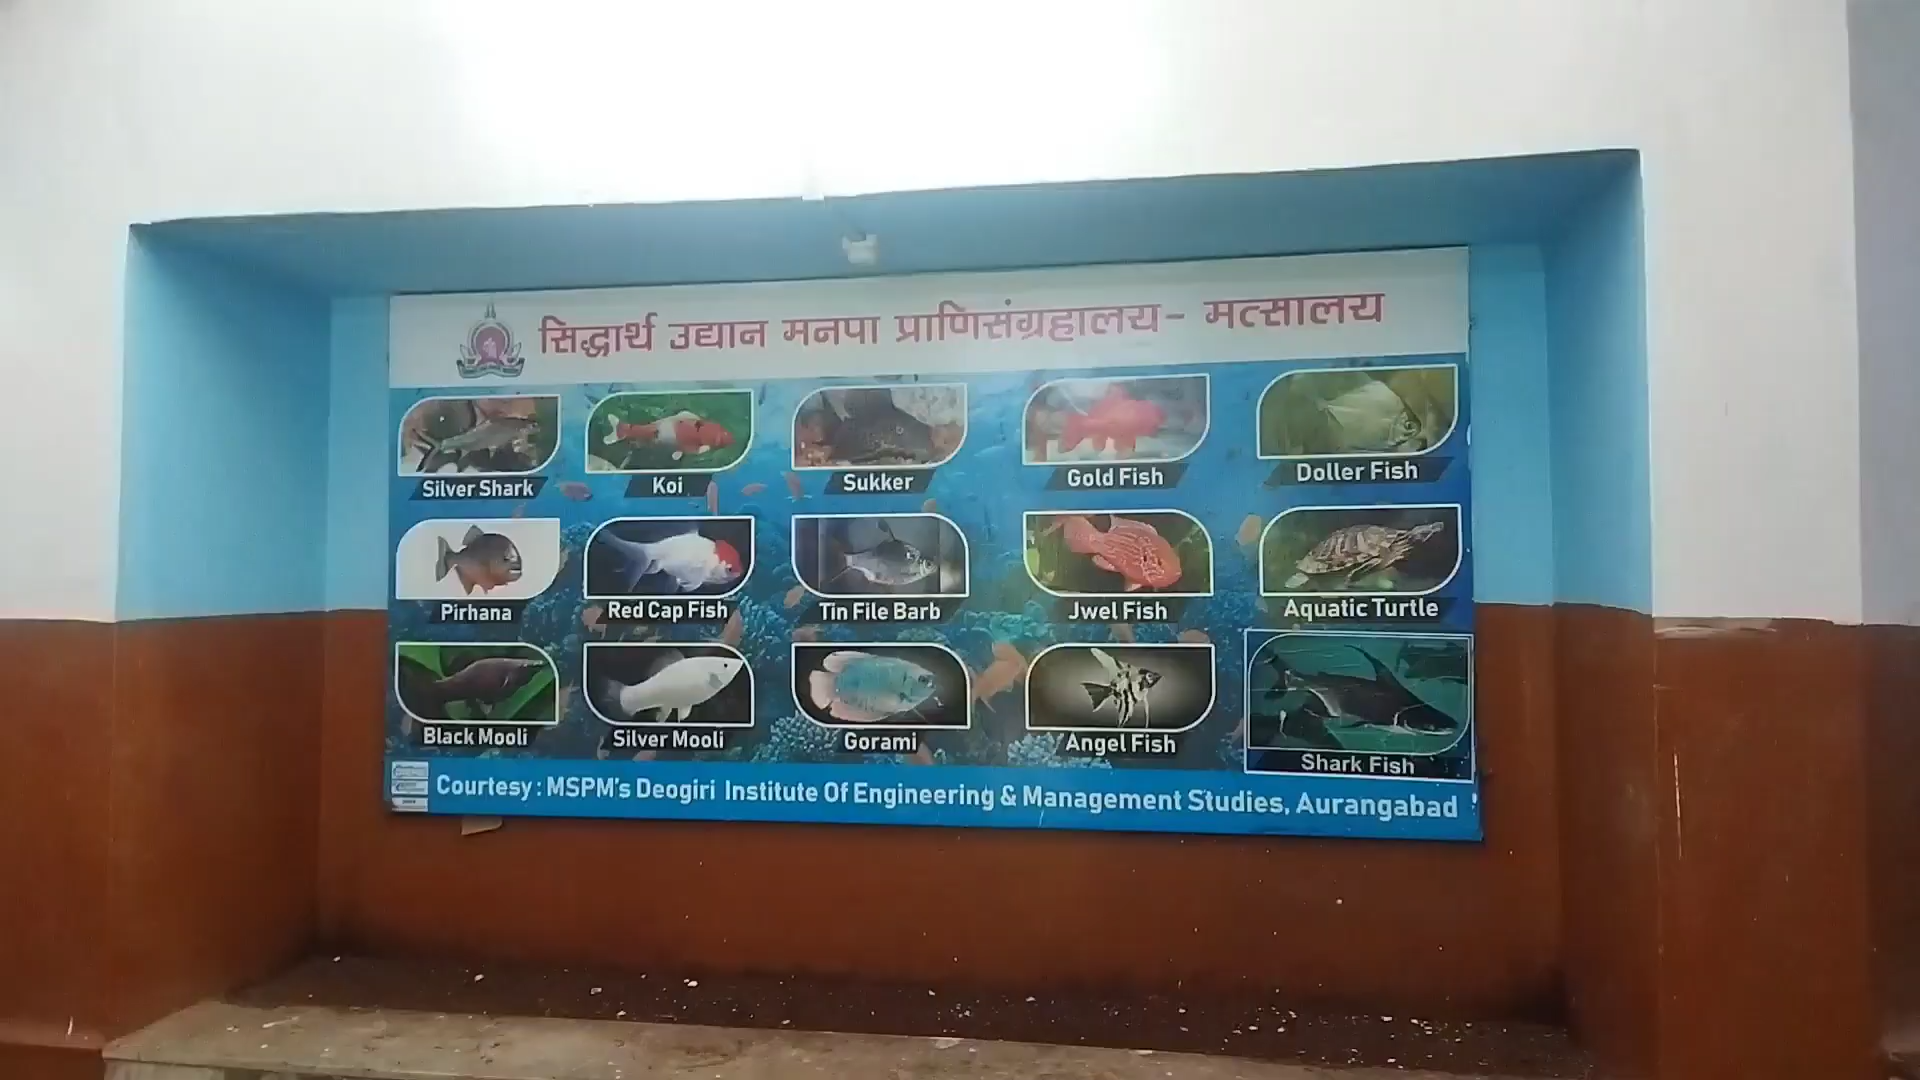 सिद्धार्थ उद्यान मनपा प्राणिसंग्रहालय- मत्सालय
Silver Shark
Koi
Sukker
Gold Fish
Doller Fish
Pirhana
Red Cap Fish
Tin File Barb
Jwel Fish
Aquatic Turtle
Black Mooli
Silver Mooli
Gorami
Angel Fish
Shark Fish
Courtesy : MSPM's Deogiri Institute Of Engineering & Management Studies, Aurangabad